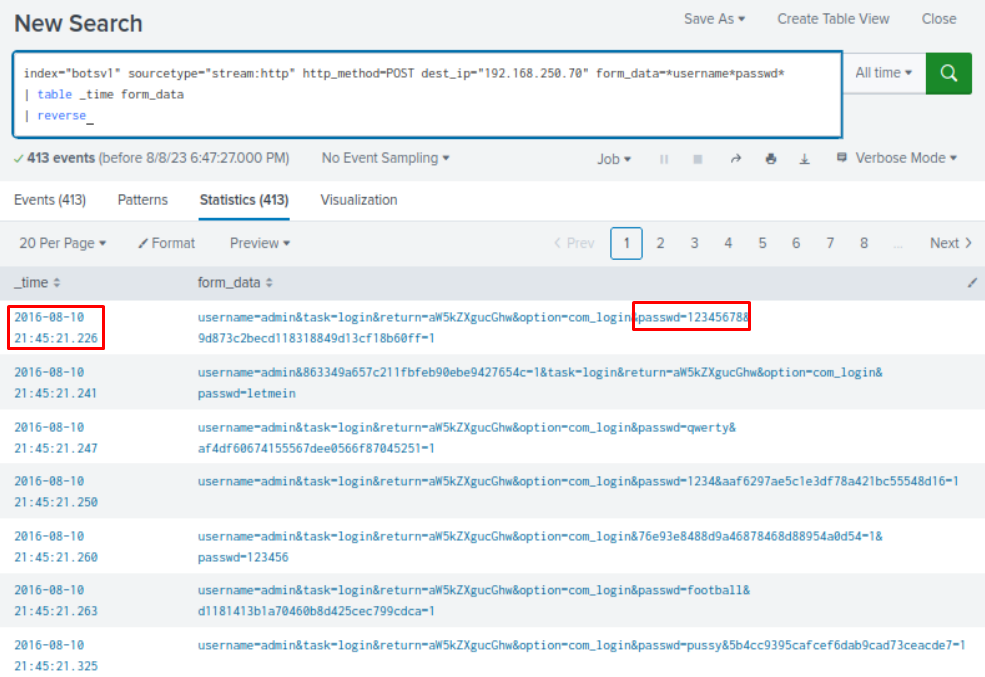 New Search
Save As ▾ Create Table View Close
index="botsv1" sourcetype="stream:http" http_method=POST dest_ip="192.168.250.70" form_data=*username*passwd*
| table _time form_data
| reverse_
All time ▾
✓ 413 events (before 8/8/23 6:47:27.000 PM) No Event Sampling ▾ Job ▾ Verbose Mode ▾
Events (413) Patterns Statistics (413) Visualization
20 Per Page ▾ Format Preview ▾ < Prev 1 2 3 4 5 6 7 8 ... Next >
_time form_data
2016-08-10 username=admin&task=login&return=aW5kZXgucGhw&option=com_login&passwd=12345678&
21:45:21.226 9d873c2becd118318849d13cf18b60ff=1
2016-08-10 username=admin&863349a657c211fbfeb90ebe9427654c=1&task=login&return=aW5kZXgucGhw&option=com_login&
21:45:21.241 passwd=letmein
2016-08-10 username=admin&task=login&return=aW5kZXgucGhw&option=com_login&passwd=qwerty&
21:45:21.247 af4df60674155567dee0566f87045251=1
2016-08-10 username=admin&task=login&return=aW5kZXgucGhw&option=com_login&passwd=1234&aaf6297ae5c1e3df78a421bc55548d16=1
21:45:21.250
2016-08-10 username=admin&task=login&return=aW5kZXgucGhw&option=com_login&76e93e8488d9a46878468d88954a0d54=1&
21:45:21.260 passwd=123456
2016-08-10 username=admin&task=login&return=aW5kZXgucGhw&option=com_login&passwd=football&
21:45:21.263 d1181413b1a70460b8d425cec799cdca=1
2016-08-10 username=admin&task=login&return=aW5kZXgucGhw&option=com_login&passwd=pussy&5b4cc9395cafcef6dab9cad73ceacde7=1
21:45:21.325